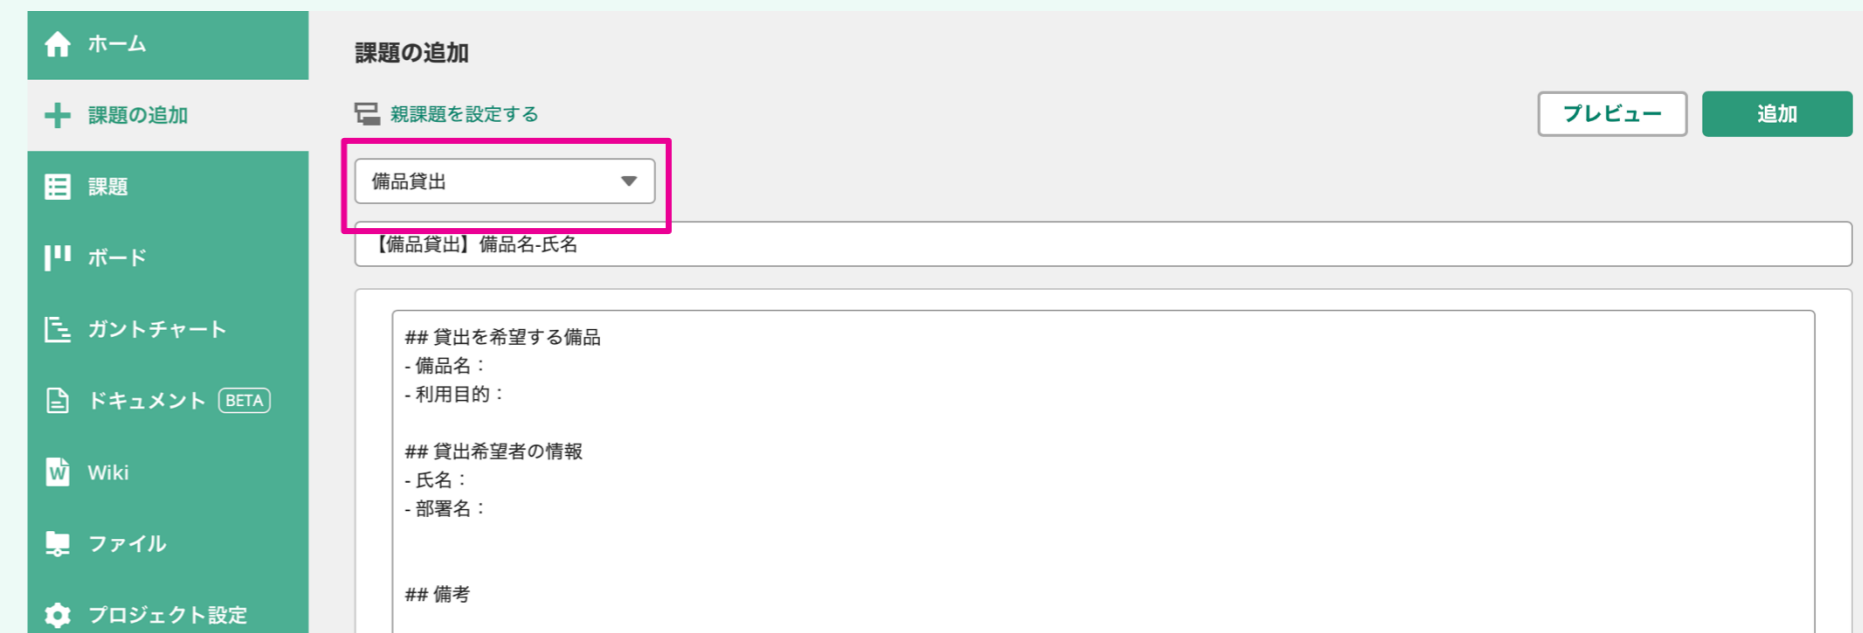 ホーム
課題の追加
課題
ボード
ガントチャート
ドキュメント BETA
Wiki
ファイル
プロジェクト設定
課題の追加
親課題を設定する
プレビュー
追加
備品貸出
【備品貸出】備品名-氏名
## 貸出を希望する備品
- 備品名：
- 利用目的：
## 貸出希望者の情報
- 氏名：
- 部署名：
## 備考